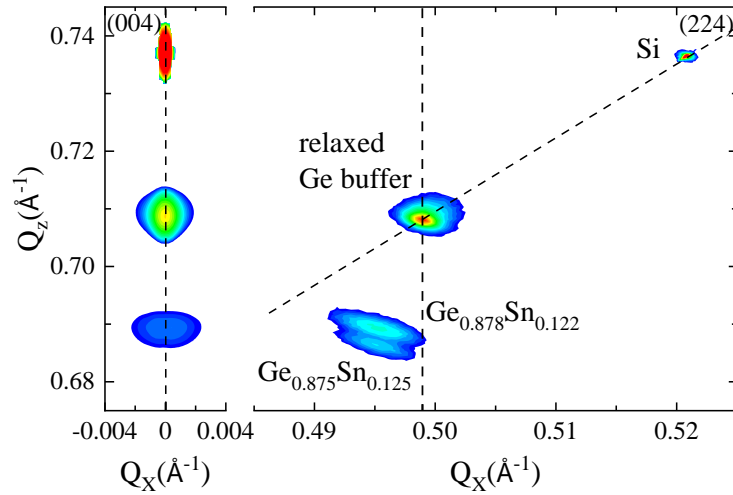 (004)
(224)
Si
relaxed
Ge buffer
Ge₀.₈₇₈Sn₀.₁₂₂
Ge₀.₈₇₅Sn₀.₁₂₅
0.74
0.72
0.70
0.68
Q_z(Å⁻¹)
-0.004 0 0.004 0.49 0.50 0.51 0.52
Q_X(Å⁻¹) Q_X(Å⁻¹)